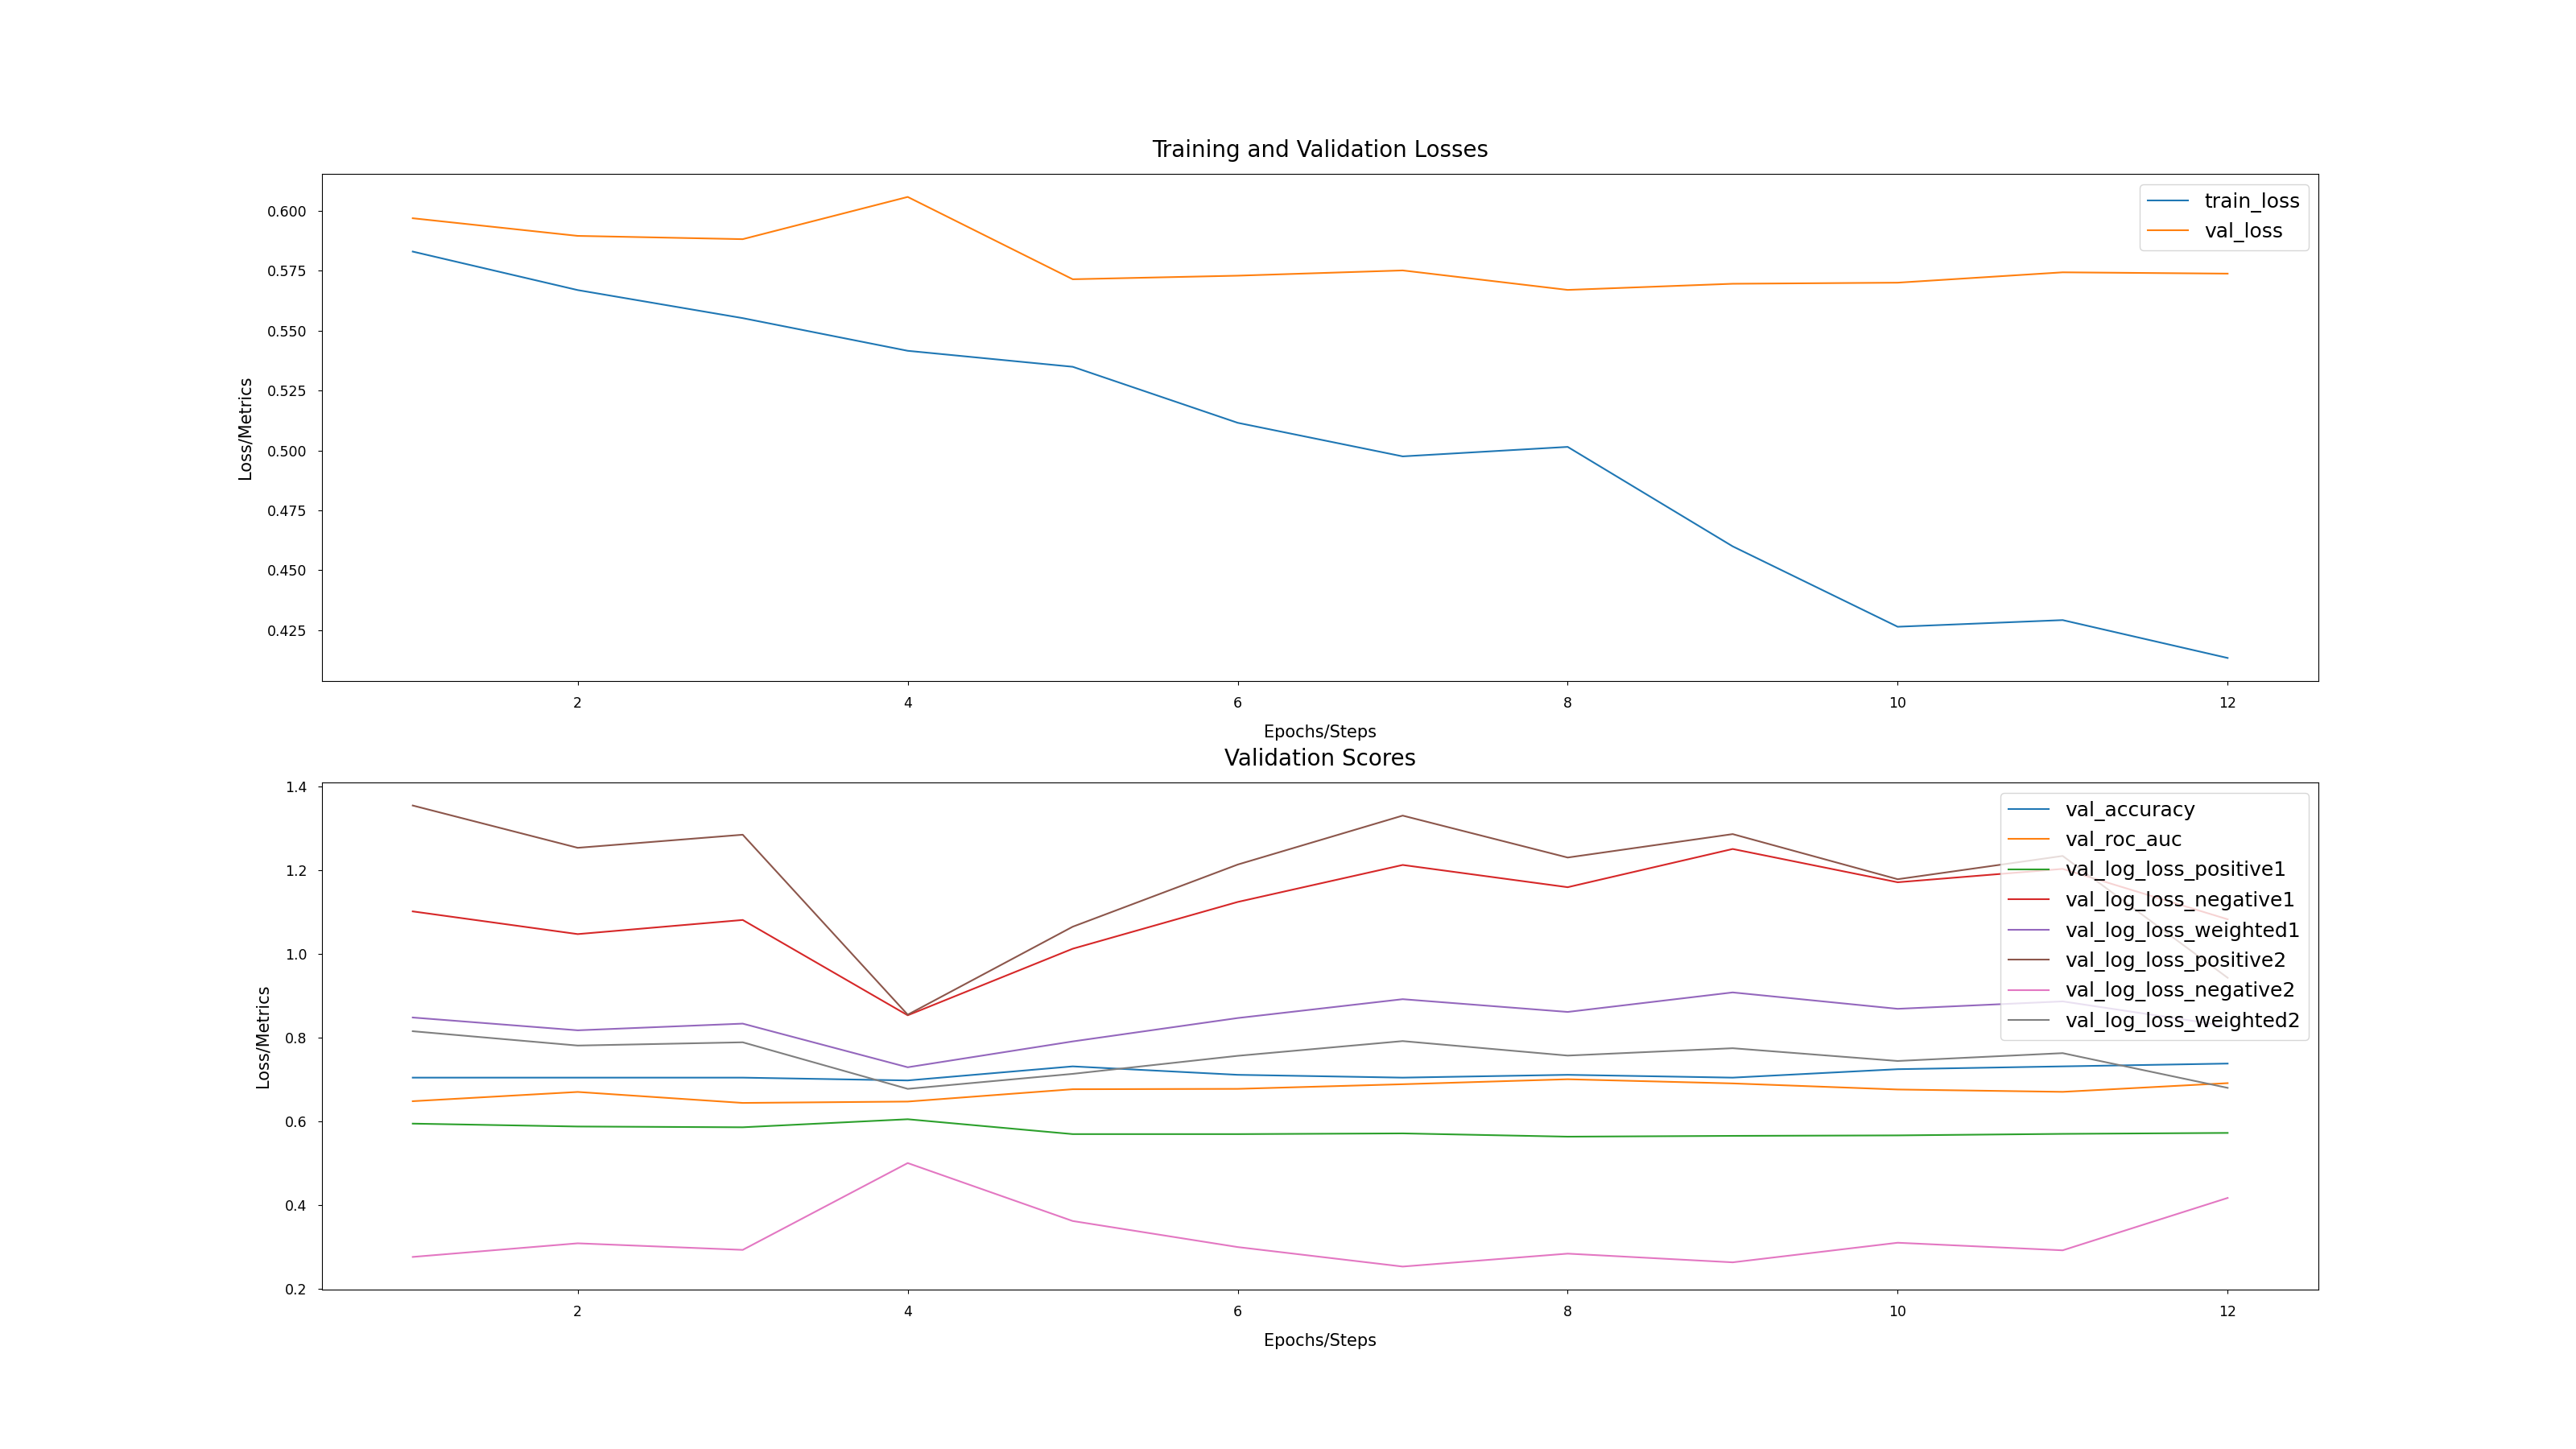 Training and Validation Losses
train_loss
val_loss
0.600
0.575
0.550
0.525
0.500
0.475
0.450
0.425
Loss/Metrics
2 4 6 8 10 12
Epochs/Steps
Validation Scores
val_accuracy
val_roc_auc
val_log_loss_positive1
val_log_loss_negative1
val_log_loss_weighted1
val_log_loss_positive2
val_log_loss_negative2
val_log_loss_weighted2
1.4
1.2
1.0
0.8
0.6
0.4
0.2
Loss/Metrics
2 4 6 8 10 12
Epochs/Steps